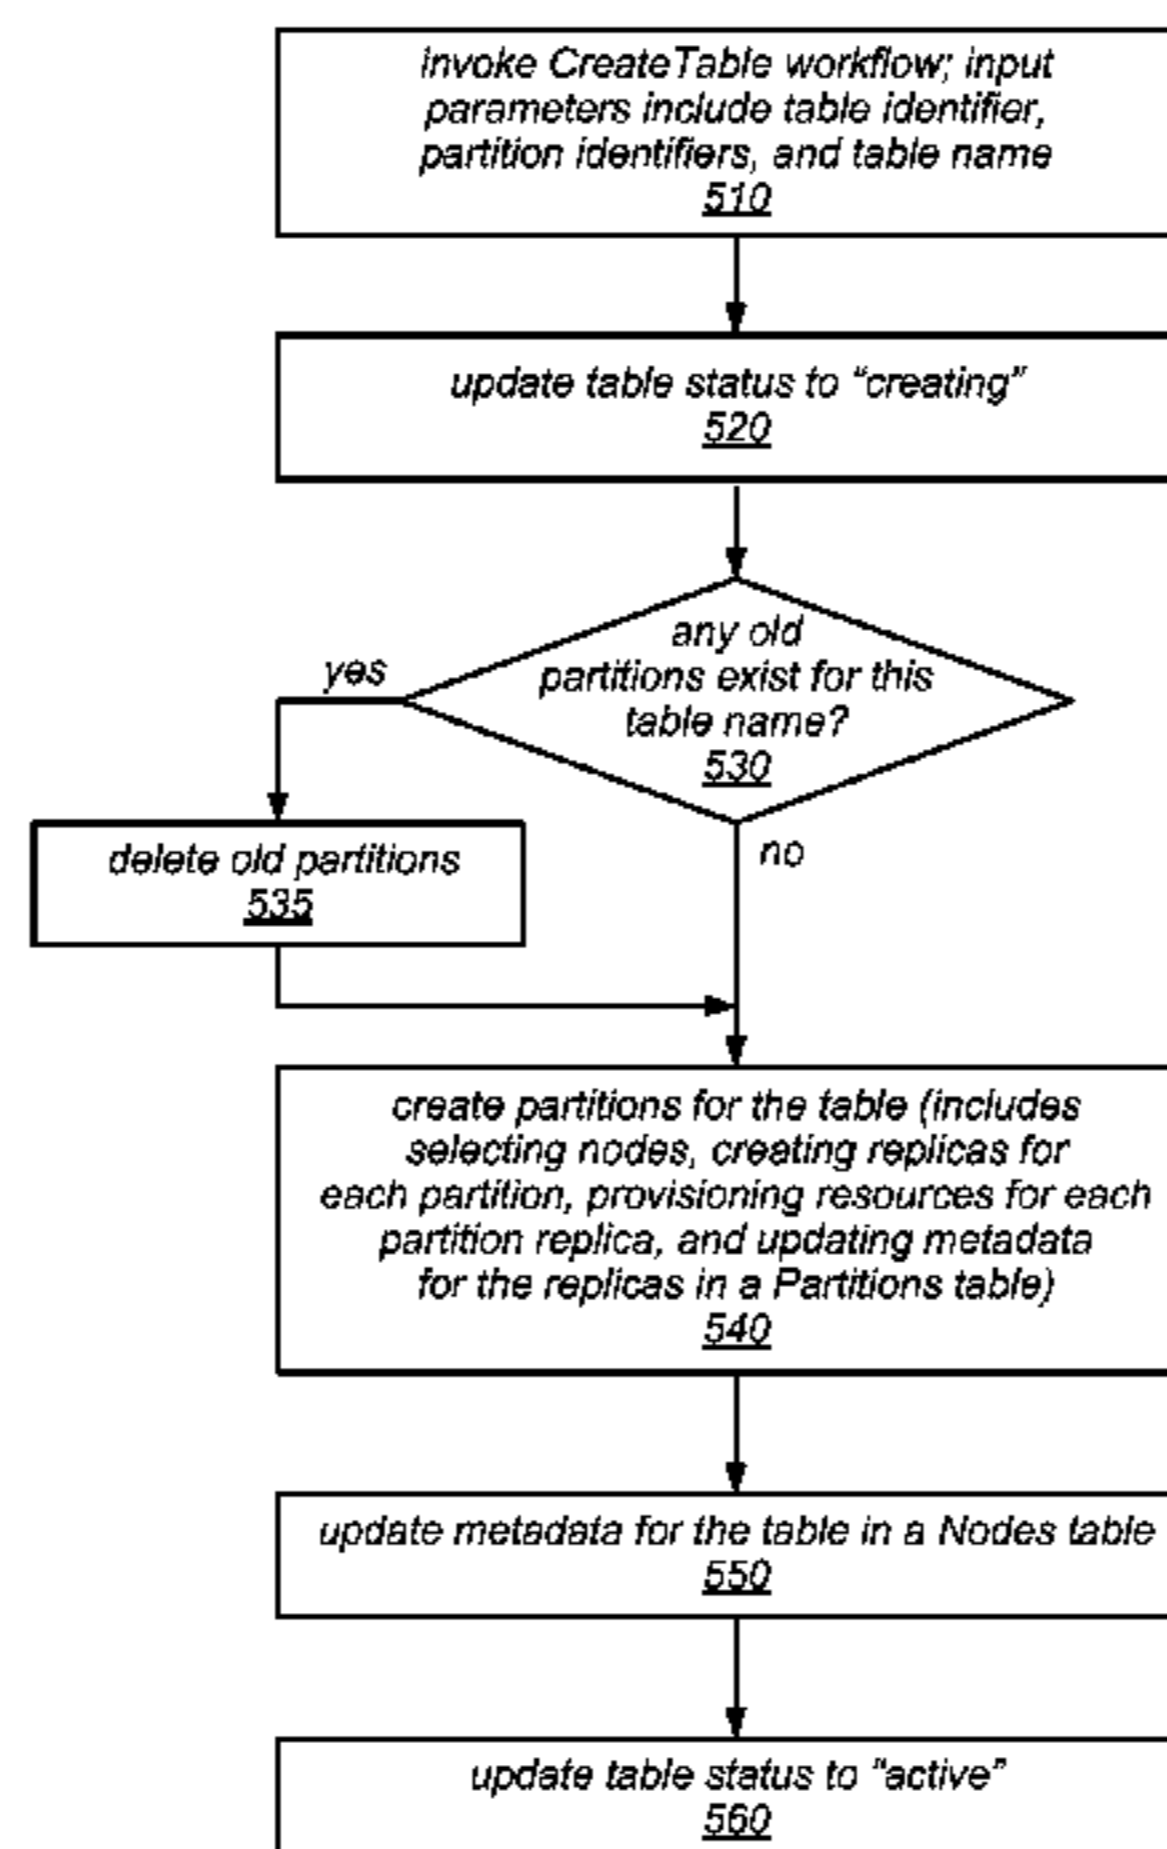 invoke CreateTable workflow; input
parameters include table identifier,
partition identifiers, and table name
510
update table status to “creating”
520
any old
partitions exist for this
table name?
530
yes
no
delete old partitions
535
create partitions for the table (includes
selecting nodes, creating replicas for
each partition, provisioning resources for each
partition replica, and updating metadata
for the replicas in a Partitions table)
540
update metadata for the table in a Nodes table
550
update table status to “active”
560